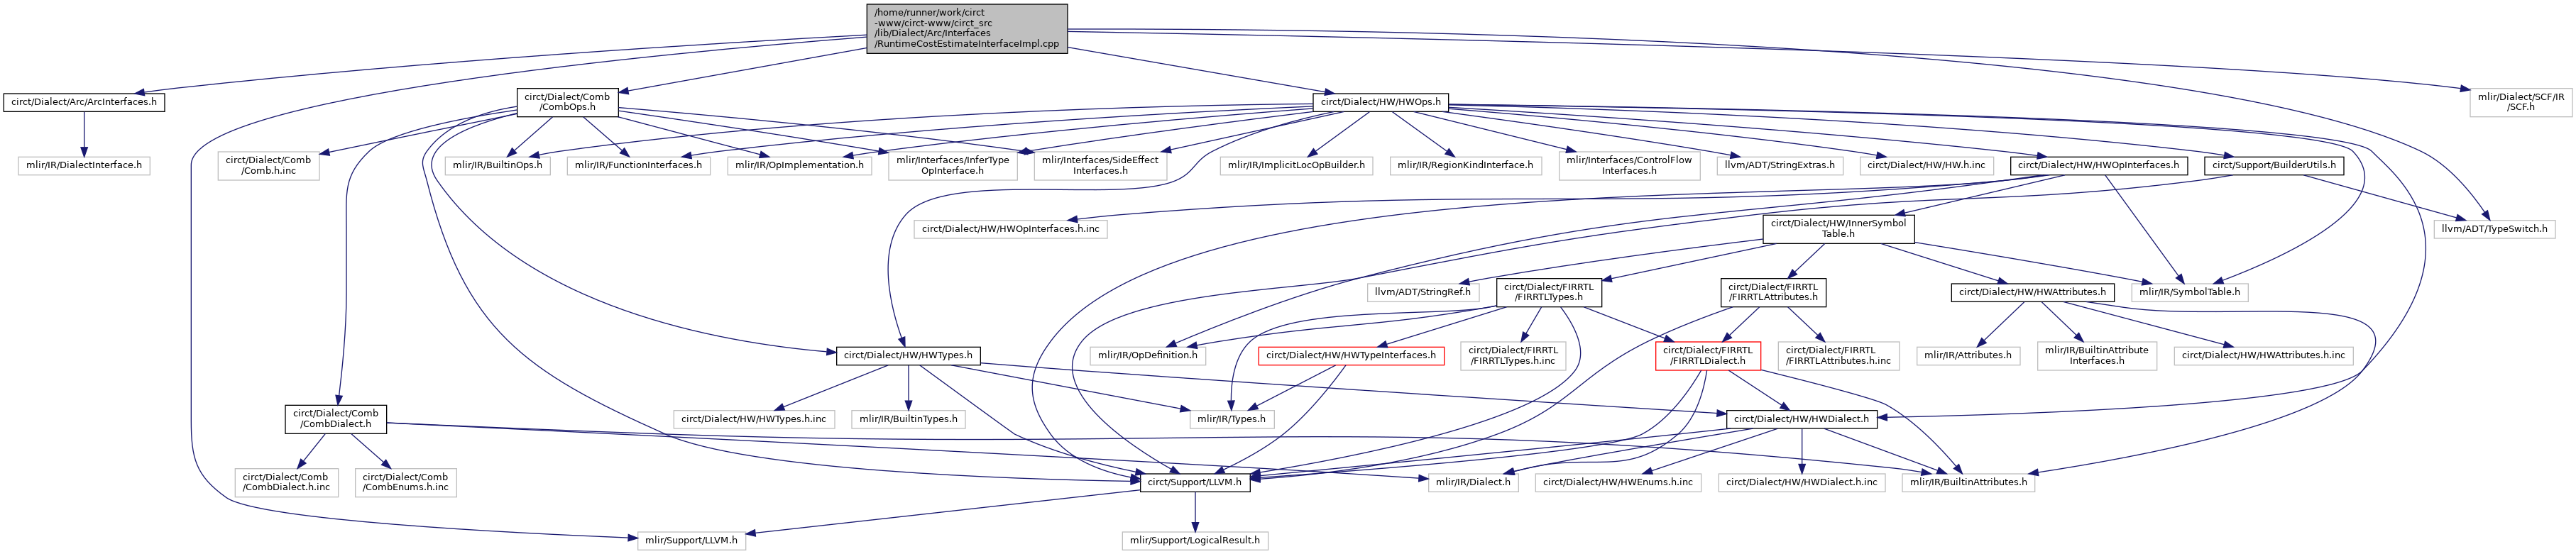 /home/runner/work/circt
-www/circt-www/circt_src
/lib/Dialect/Arc/Interfaces
/RuntimeCostEstimateInterfaceImpl.cpp
circt/Dialect/Arc/ArcInterfaces.h
circt/Dialect/Comb
/CombOps.h
circt/Dialect/HW/HWOps.h
mlir/Dialect/SCF/IR
/SCF.h
mlir/IR/DialectInterface.h
circt/Dialect/Comb
/Comb.h.inc
mlir/IR/BuiltinOps.h
mlir/IR/FunctionInterfaces.h
mlir/IR/OpImplementation.h
mlir/Interfaces/InferType
OpInterface.h
mlir/Interfaces/SideEffect
Interfaces.h
mlir/IR/ImplicitLocOpBuilder.h
mlir/IR/RegionKindInterface.h
mlir/Interfaces/ControlFlow
Interfaces.h
llvm/ADT/StringExtras.h
circt/Dialect/HW/HW.h.inc
circt/Dialect/HW/HWOpInterfaces.h
circt/Support/BuilderUtils.h
circt/Dialect/HW/HWOpInterfaces.h.inc
circt/Dialect/HW/InnerSymbol
Table.h
llvm/ADT/TypeSwitch.h
llvm/ADT/StringRef.h
circt/Dialect/FIRRTL
/FIRRTLTypes.h
circt/Dialect/FIRRTL
/FIRRTLAttributes.h
circt/Dialect/HW/HWAttributes.h
mlir/IR/SymbolTable.h
circt/Dialect/HW/HWTypes.h
mlir/IR/OpDefinition.h
circt/Dialect/HW/HWTypeInterfaces.h
circt/Dialect/FIRRTL
/FIRRTLTypes.h.inc
circt/Dialect/FIRRTL
/FIRRTLDialect.h
circt/Dialect/FIRRTL
/FIRRTLAttributes.h.inc
mlir/IR/Attributes.h
mlir/IR/BuiltinAttribute
Interfaces.h
circt/Dialect/HW/HWAttributes.h.inc
circt/Dialect/Comb
/CombDialect.h
circt/Dialect/HW/HWTypes.h.inc
mlir/IR/BuiltinTypes.h
mlir/IR/Types.h
circt/Dialect/HW/HWDialect.h
circt/Dialect/Comb
/CombDialect.h.inc
circt/Dialect/Comb
/CombEnums.h.inc
circt/Support/LLVM.h
mlir/IR/Dialect.h
circt/Dialect/HW/HWEnums.h.inc
circt/Dialect/HW/HWDialect.h.inc
mlir/IR/BuiltinAttributes.h
mlir/Support/LLVM.h
mlir/Support/LogicalResult.h